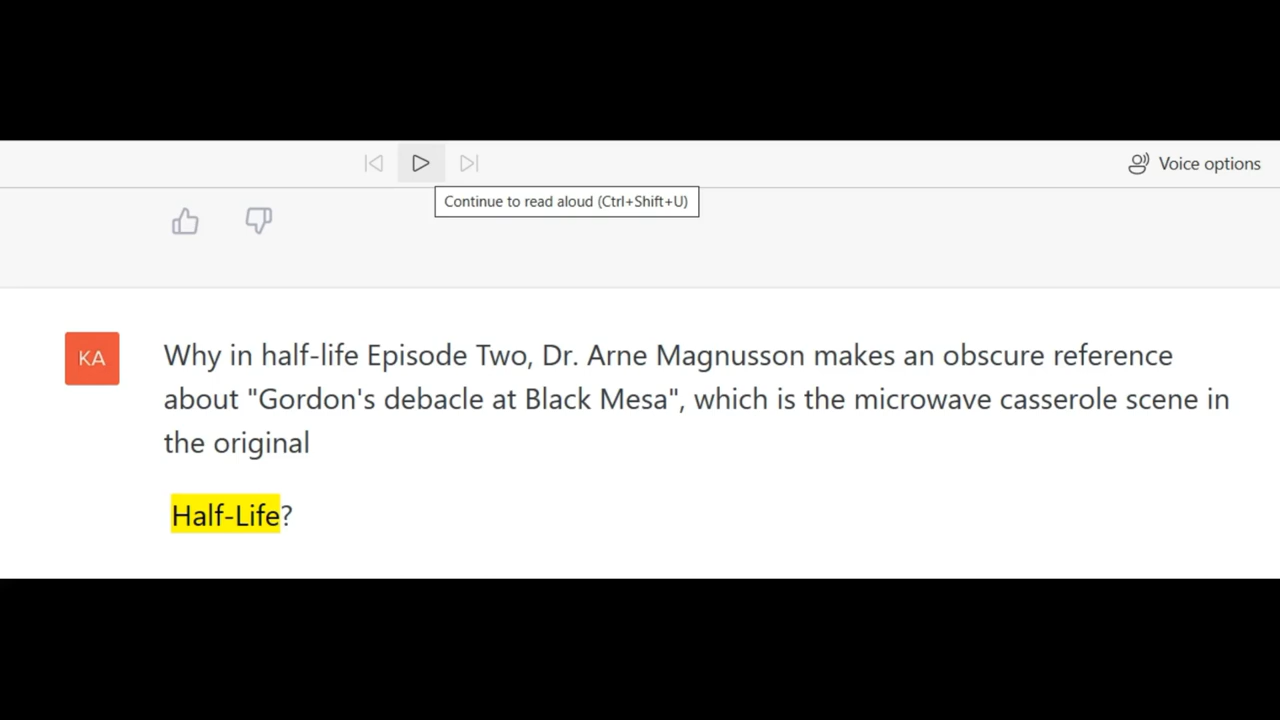 Voice options
Continue to read aloud (Ctrl+Shift+U)
KA
Why in half-life Episode Two, Dr. Arne Magnusson makes an obscure reference
about "Gordon's debacle at Black Mesa", which is the microwave casserole scene in
the original
Half-Life?